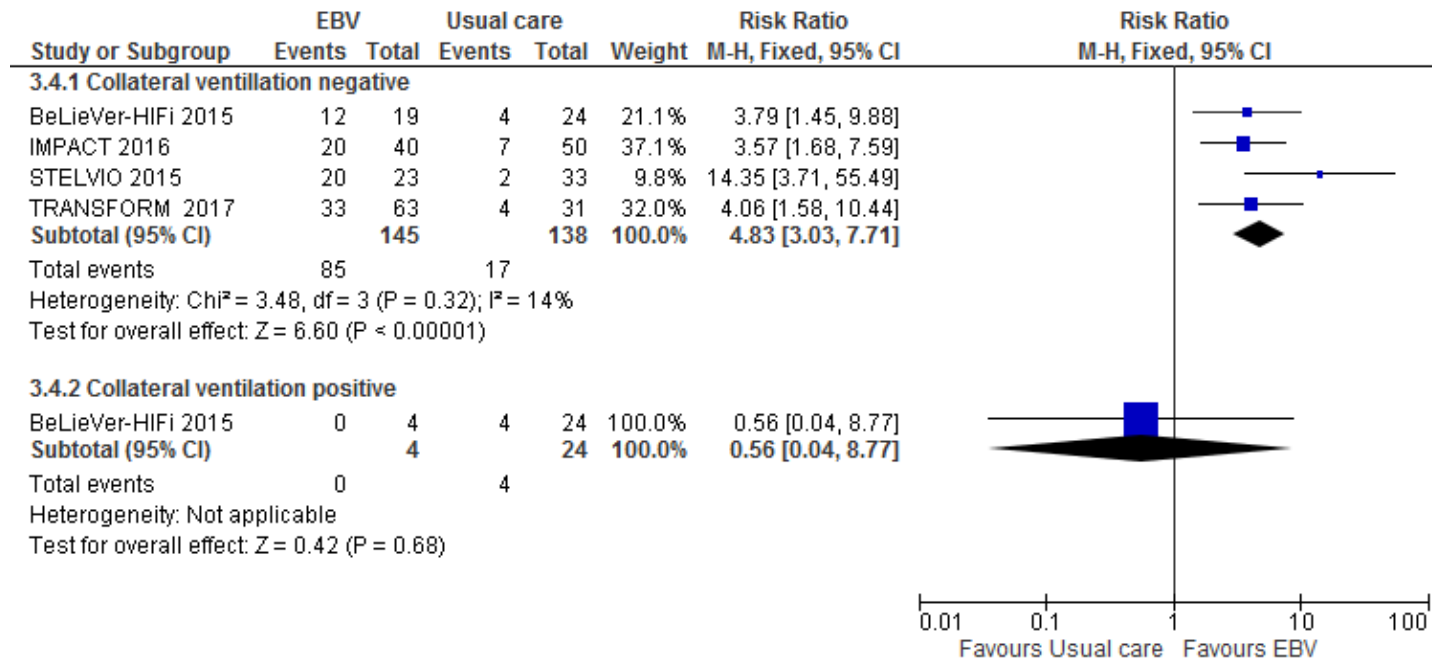 EBV Usual care Risk Ratio Risk Ratio
Study or Subgroup Events Total Events Total Weight M-H, Fixed, 95% CI M-H, Fixed, 95% CI
3.4.1 Collateral ventillation negative
BeLieVer-HIFi 2015 12 19 4 24 21.1% 3.79 [1.45, 9.88]
IMPACT 2016 20 40 7 50 37.1% 3.57 [1.68, 7.59]
STELVIO 2015 20 23 2 33 9.8% 14.35 [3.71, 55.49]
TRANSFORM 2017 33 63 4 31 32.0% 4.06 [1.58, 10.44]
Subtotal (95% CI) 145 138 100.0% 4.83 [3.03, 7.71]
Total events 85 17
Heterogeneity: Chi² = 3.48, df = 3 (P = 0.32); I² = 14%
Test for overall effect: Z = 6.60 (P < 0.00001)
3.4.2 Collateral ventilation positive
BeLieVer-HIFi 2015 0 4 4 24 100.0% 0.56 [0.04, 8.77]
Subtotal (95% CI) 4 24 100.0% 0.56 [0.04, 8.77]
Total events 0 4
Heterogeneity: Not applicable
Test for overall effect: Z = 0.42 (P = 0.68)
0.01 0.1 1 10 100
Favours Usual care Favours EBV